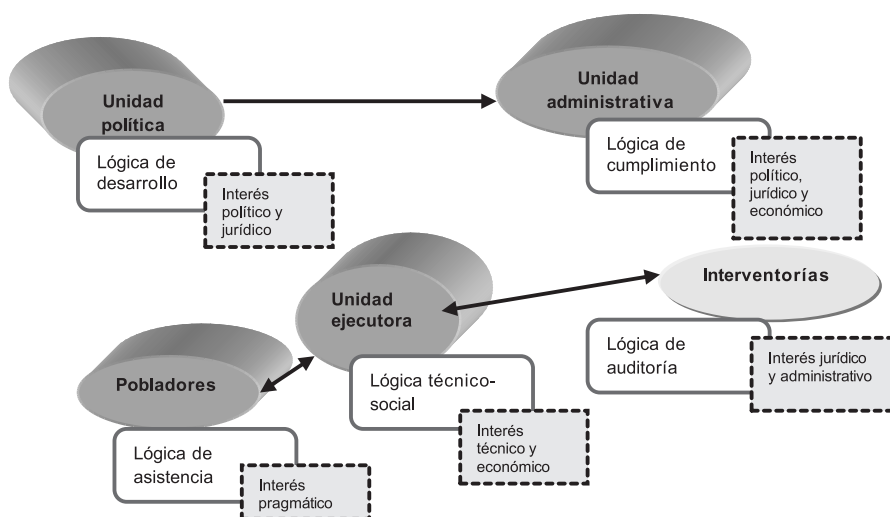 Unidad
política
Lógica de
desarrollo
Interés
político y
jurídico
Unidad
administrativa
Lógica de
cumplimiento
Interés
político,
jurídico y
económico
Unidad
ejecutora
Lógica técnico-
social
Interés
técnico y
económico
Interventorías
Lógica de
auditoría
Interés jurídico
y administrativo
Pobladores
Lógica de
asistencia
Interés
pragmático